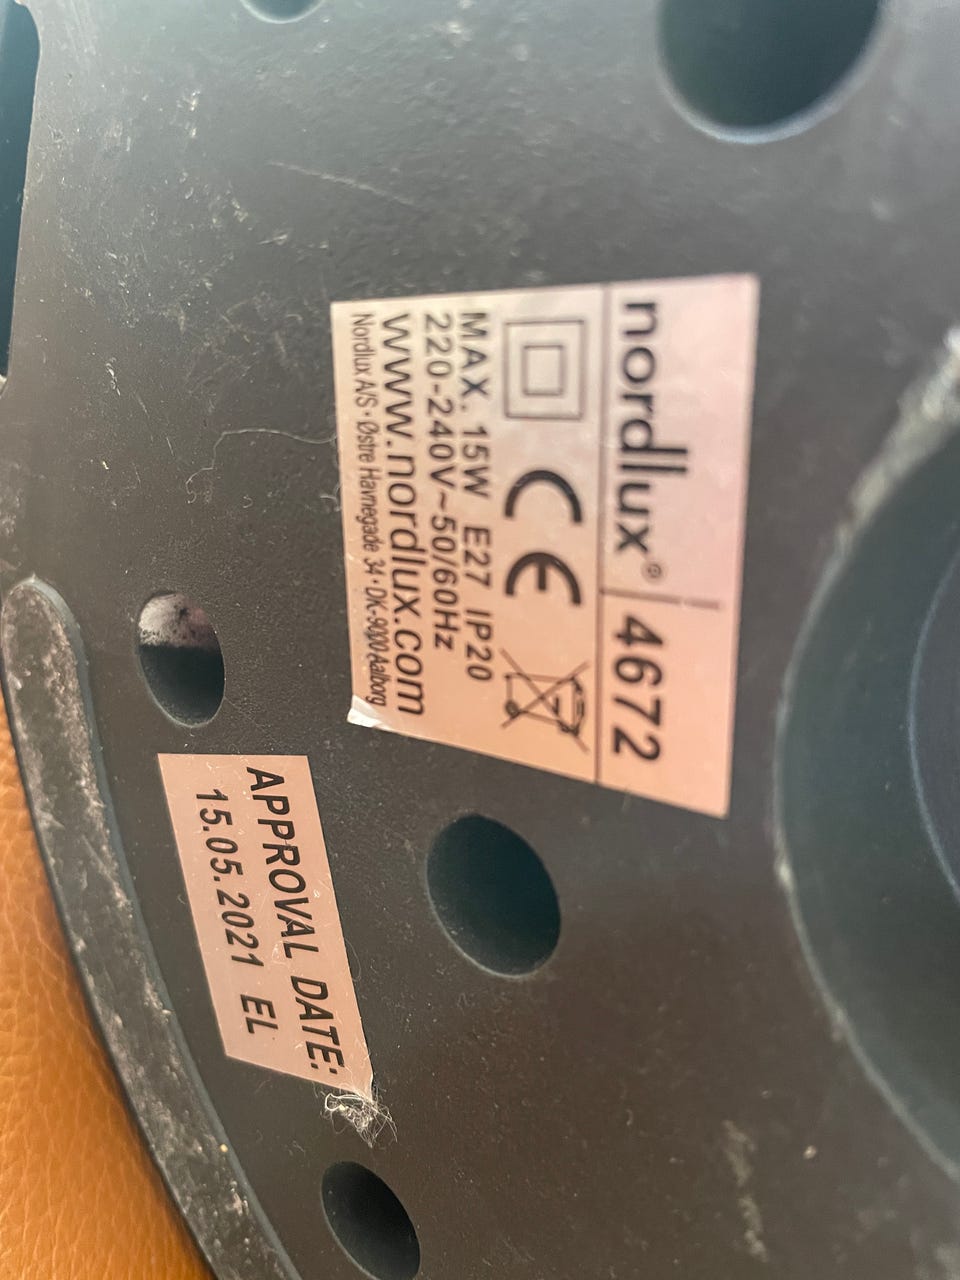 nordlux® | 4672
CE
MAX. 15W E27 IP20
220-240V~50/60Hz
www.nordlux.com
Nordlux A/S · Østre Havnegade 34 · DK-9000 Aalborg
APPROVAL DATE:
15.05.2021 EL